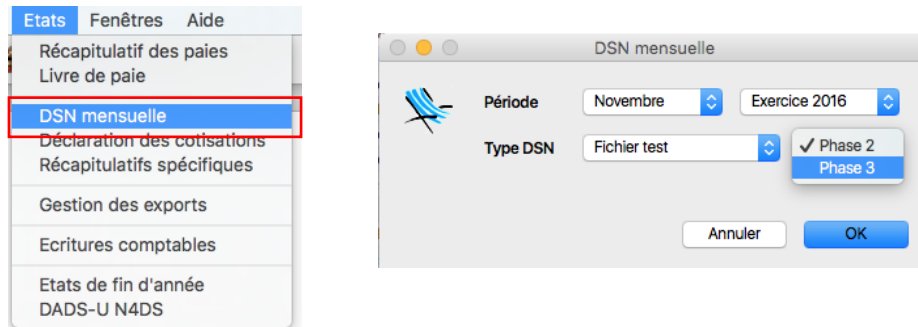 Etats Fenêtres Aide
Récapitulatif des paies
Livre de paie
DSN mensuelle
Déclaration des cotisations
Récapitulatifs spécifiques
Gestion des exports
Ecritures comptables
Etats de fin d'année
DADS-U N4DS
DSN mensuelle
Période Novembre Exercice 2016
Type DSN Fichier test ✓ Phase 2
Phase 3
Annuler OK